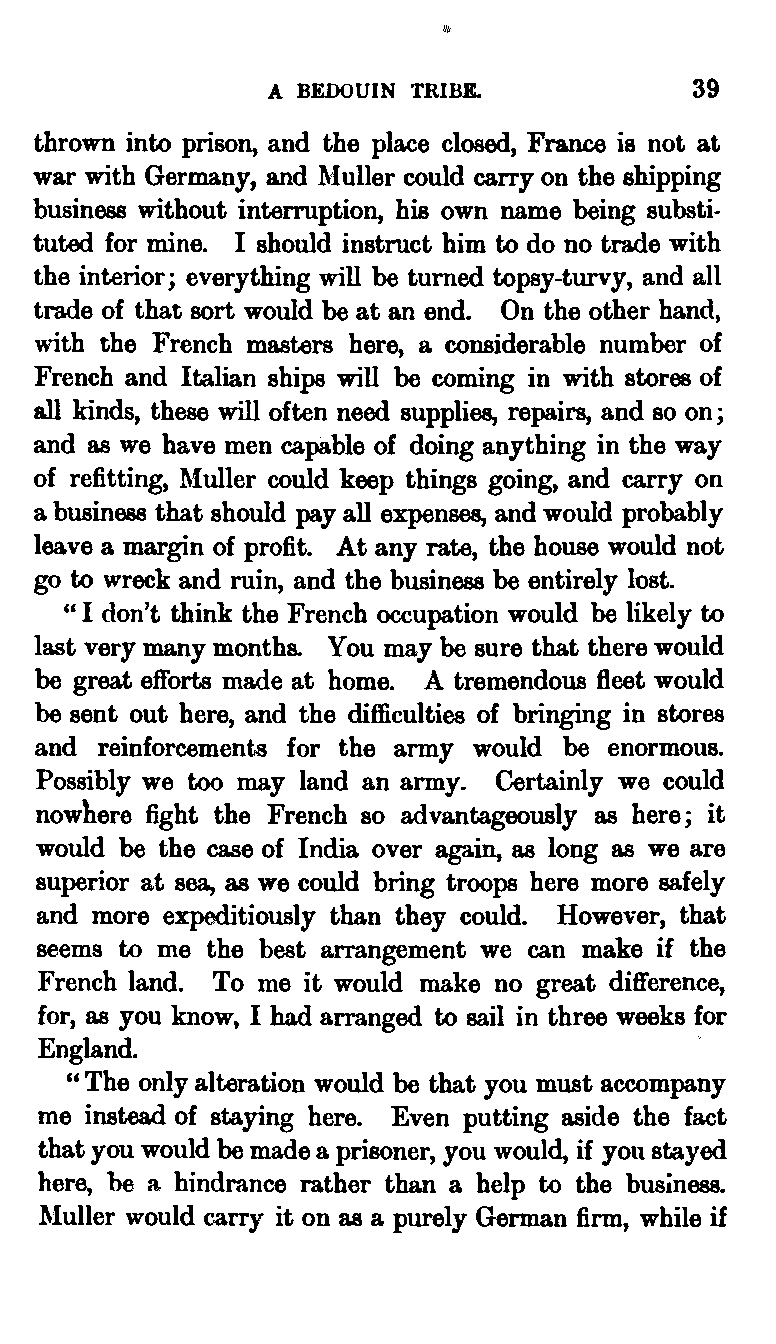 A BEDOUIN TRIBE. 39
thrown into prison, and the place closed, France is not at
war with Germany, and Muller could carry on the shipping
business without interruption, his own name being substi-
tuted for mine. I should instruct him to do no trade with
the interior; everything will be turned topsy-turvy, and all
trade of that sort would be at an end. On the other hand,
with the French masters here, a considerable number of
French and Italian ships will be coming in with stores of
all kinds, these will often need supplies, repairs, and so on;
and as we have men capable of doing anything in the way
of refitting, Muller could keep things going, and carry on
a business that should pay all expenses, and would probably
leave a margin of profit. At any rate, the house would not
go to wreck and ruin, and the business be entirely lost.
"I don't think the French occupation would be likely to
last very many months. You may be sure that there would
be great efforts made at home. A tremendous fleet would
be sent out here, and the difficulties of bringing in stores
and reinforcements for the army would be enormous.
Possibly we too may land an army. Certainly we could
nowhere fight the French so advantageously as here; it
would be the case of India over again, as long as we are
superior at sea, as we could bring troops here more safely
and more expeditiously than they could. However, that
seems to me the best arrangement we can make if the
French land. To me it would make no great difference,
for, as you know, I had arranged to sail in three weeks for
England.
"The only alteration would be that you must accompany
me instead of staying here. Even putting aside the fact
that you would be made a prisoner, you would, if you stayed
here, be a hindrance rather than a help to the business.
Muller would carry it on as a purely German firm, while if